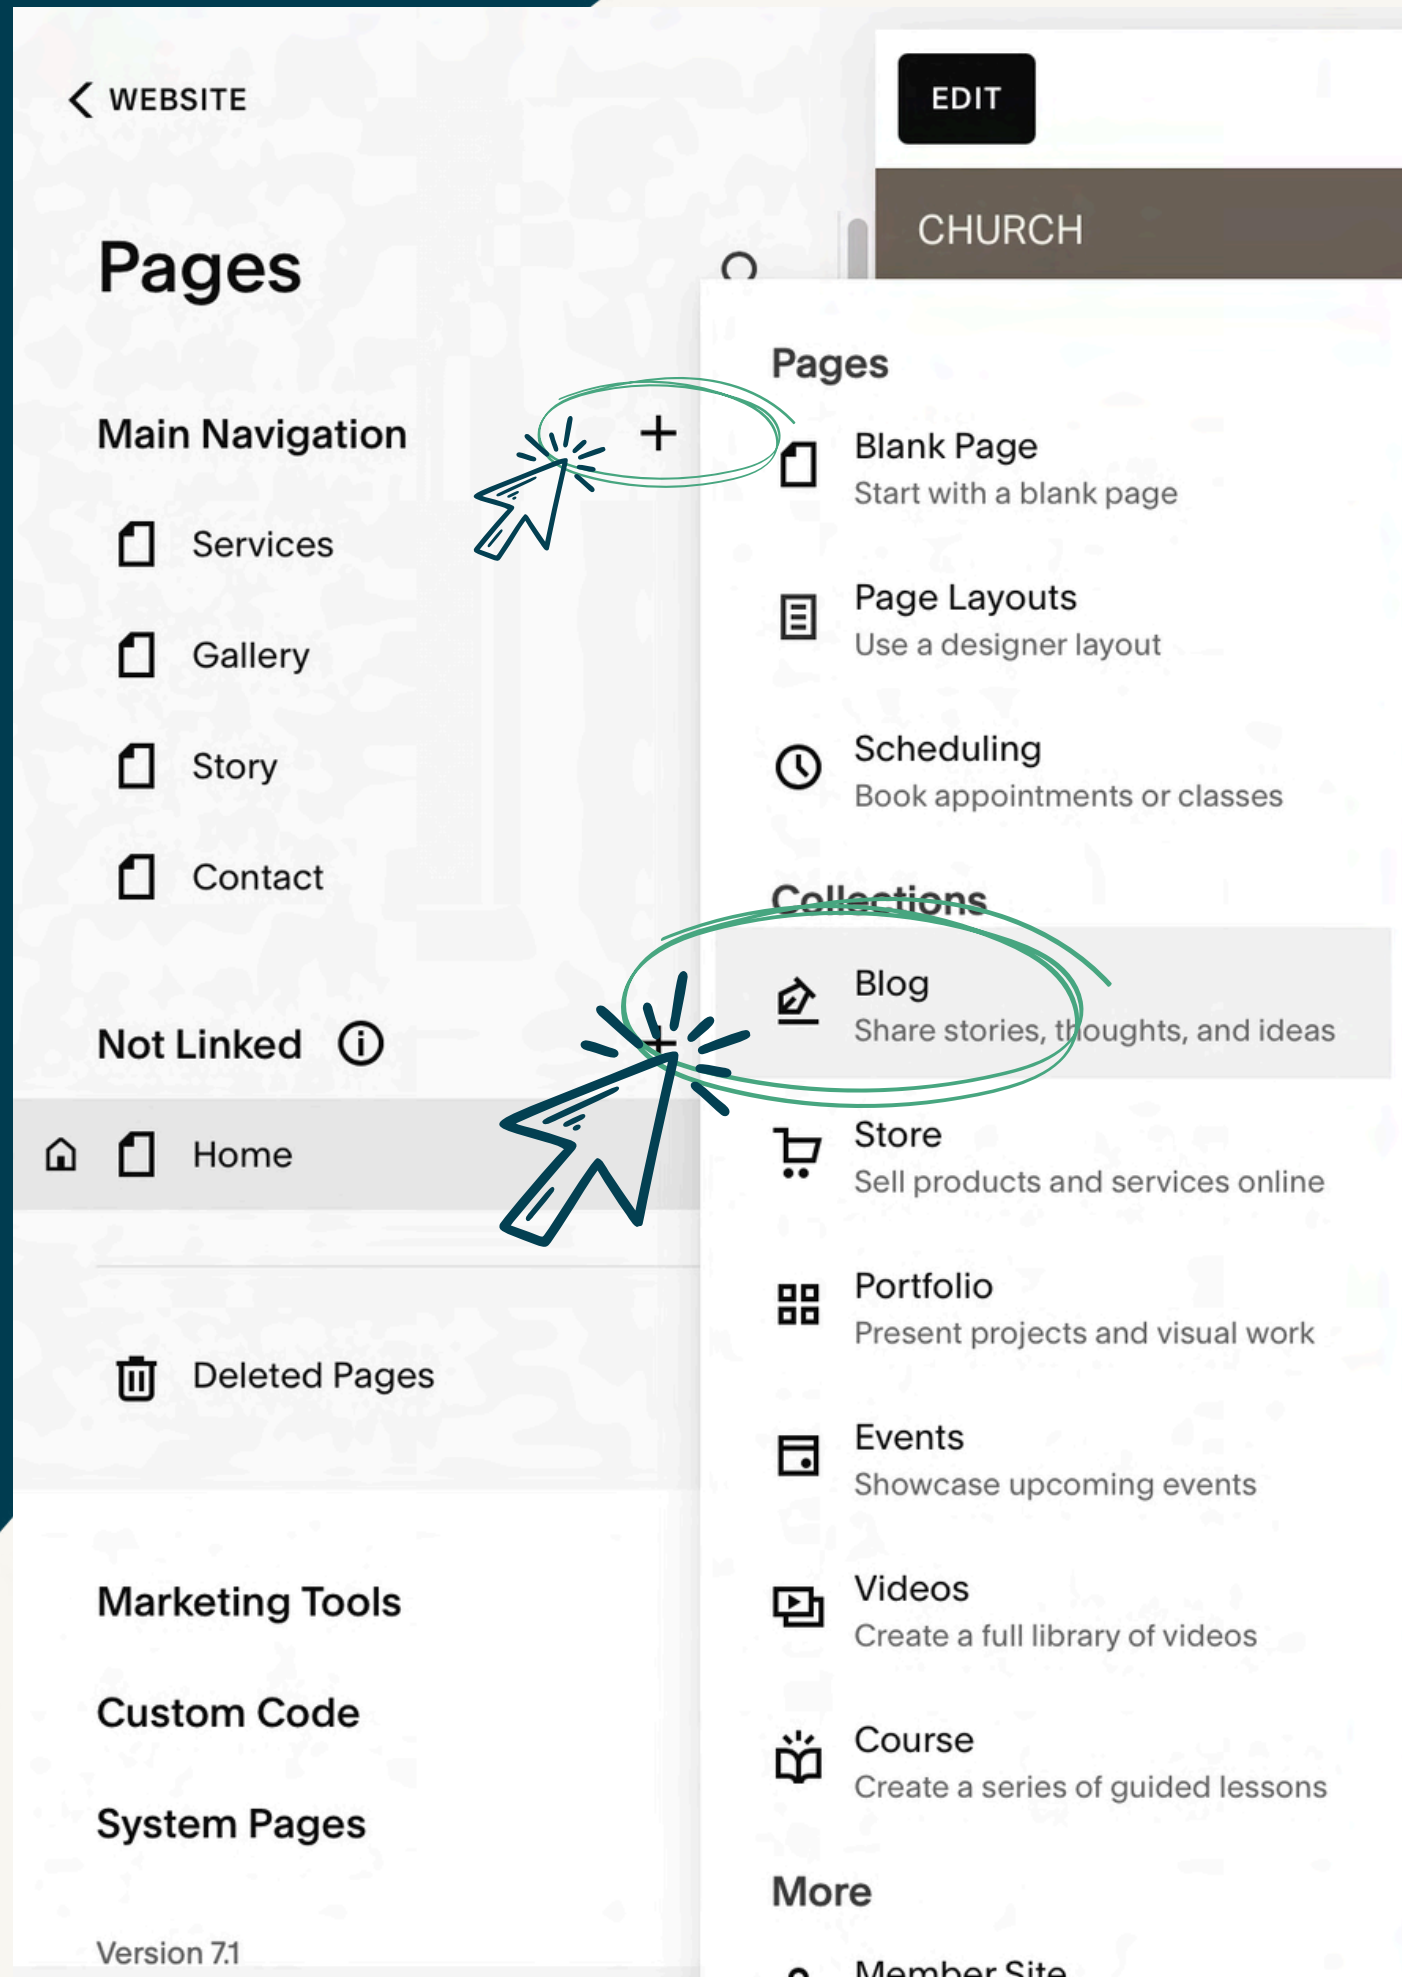 WEBSITE
EDIT
CHURCH
Pages
Main Navigation
Services
Gallery
Story
Contact
Not Linked
Home
Deleted Pages
Marketing Tools
Custom Code
System Pages
Version 7.1
Pages
Blank Page
Start with a blank page
Page Layouts
Use a designer layout
Scheduling
Book appointments or classes
Collections
Blog
Share stories, thoughts, and ideas
Store
Sell products and services online
Portfolio
Present projects and visual work
Events
Showcase upcoming events
Videos
Create a full library of videos
Course
Create a series of guided lessons
More
Member Site